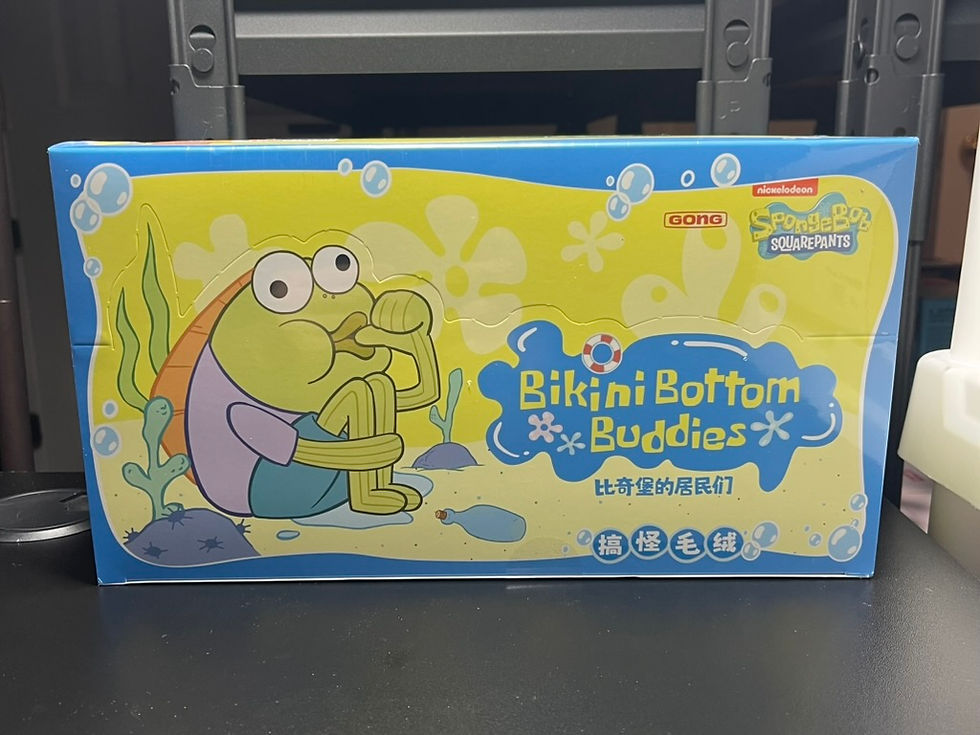 nickelodeon
GONG
SpongeBob
SQUAREPANTS
Bikini Bottom
Buddies
比奇堡的居民们
搞怪毛绒